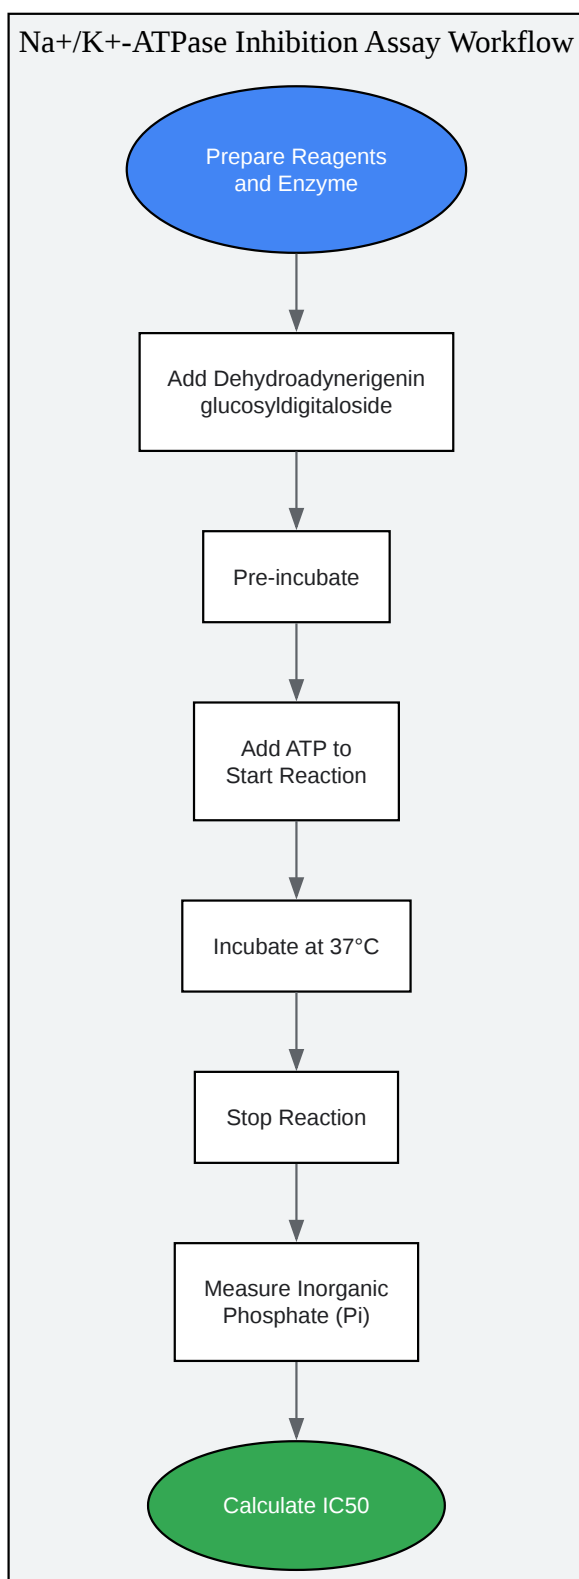 Na+/K+-ATPase Inhibition Assay Workflow
Prepare Reagents
and Enzyme
Add Dehydroadynerigenin
glucosyldigitaloside
Pre-incubate
Add ATP to
Start Reaction
Incubate at 37°C
Stop Reaction
Measure Inorganic
Phosphate (Pi)
Calculate IC50